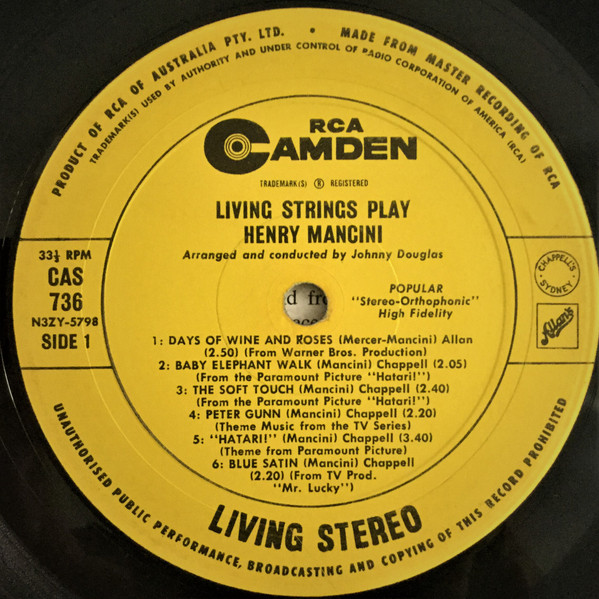 PRODUCT OF RCA OF AUSTRALIA PTY. LTD. • MADE FROM MASTER RECORDING OF RCA
TRADEMARK(S) USED BY AUTHORITY AND UNDER CONTROL OF RADIO CORPORATION OF AMERICA (RCA)
RCA
CAMDEN
TRADEMARK(S) ® REGISTERED
LIVING STRINGS PLAY
HENRY MANCINI
Arranged and conducted by Johnny Douglas
33⅓ RPM
CAS
736
N3ZY-5798
SIDE 1
POPULAR
"Stereo-Orthophonic"
High Fidelity
CHAPPELL'S
SYDNEY
Allans
1: DAYS OF WINE AND ROSES (Mercer-Mancini) Allan
(2.50) (From Warner Bros. Production)
2: BABY ELEPHANT WALK (Mancini) Chappell (2.05)
(From the Paramount Picture "Hatari!")
3: THE SOFT TOUCH (Mancini) Chappell (2.40)
(From the Paramount Picture "Hatari!")
4: PETER GUNN (Mancini) Chappell (2.20)
(Theme Music from the TV Series)
5: "HATARI!" (Mancini) Chappell (3.40)
(Theme from Paramount Picture)
6: BLUE SATIN (Mancini) Chappell
(2.20) (From TV Prod.
"Mr. Lucky")
LIVING STEREO
UNAUTHORISED PUBLIC PERFORMANCE, BROADCASTING AND COPYING OF THIS RECORD PROHIBITED